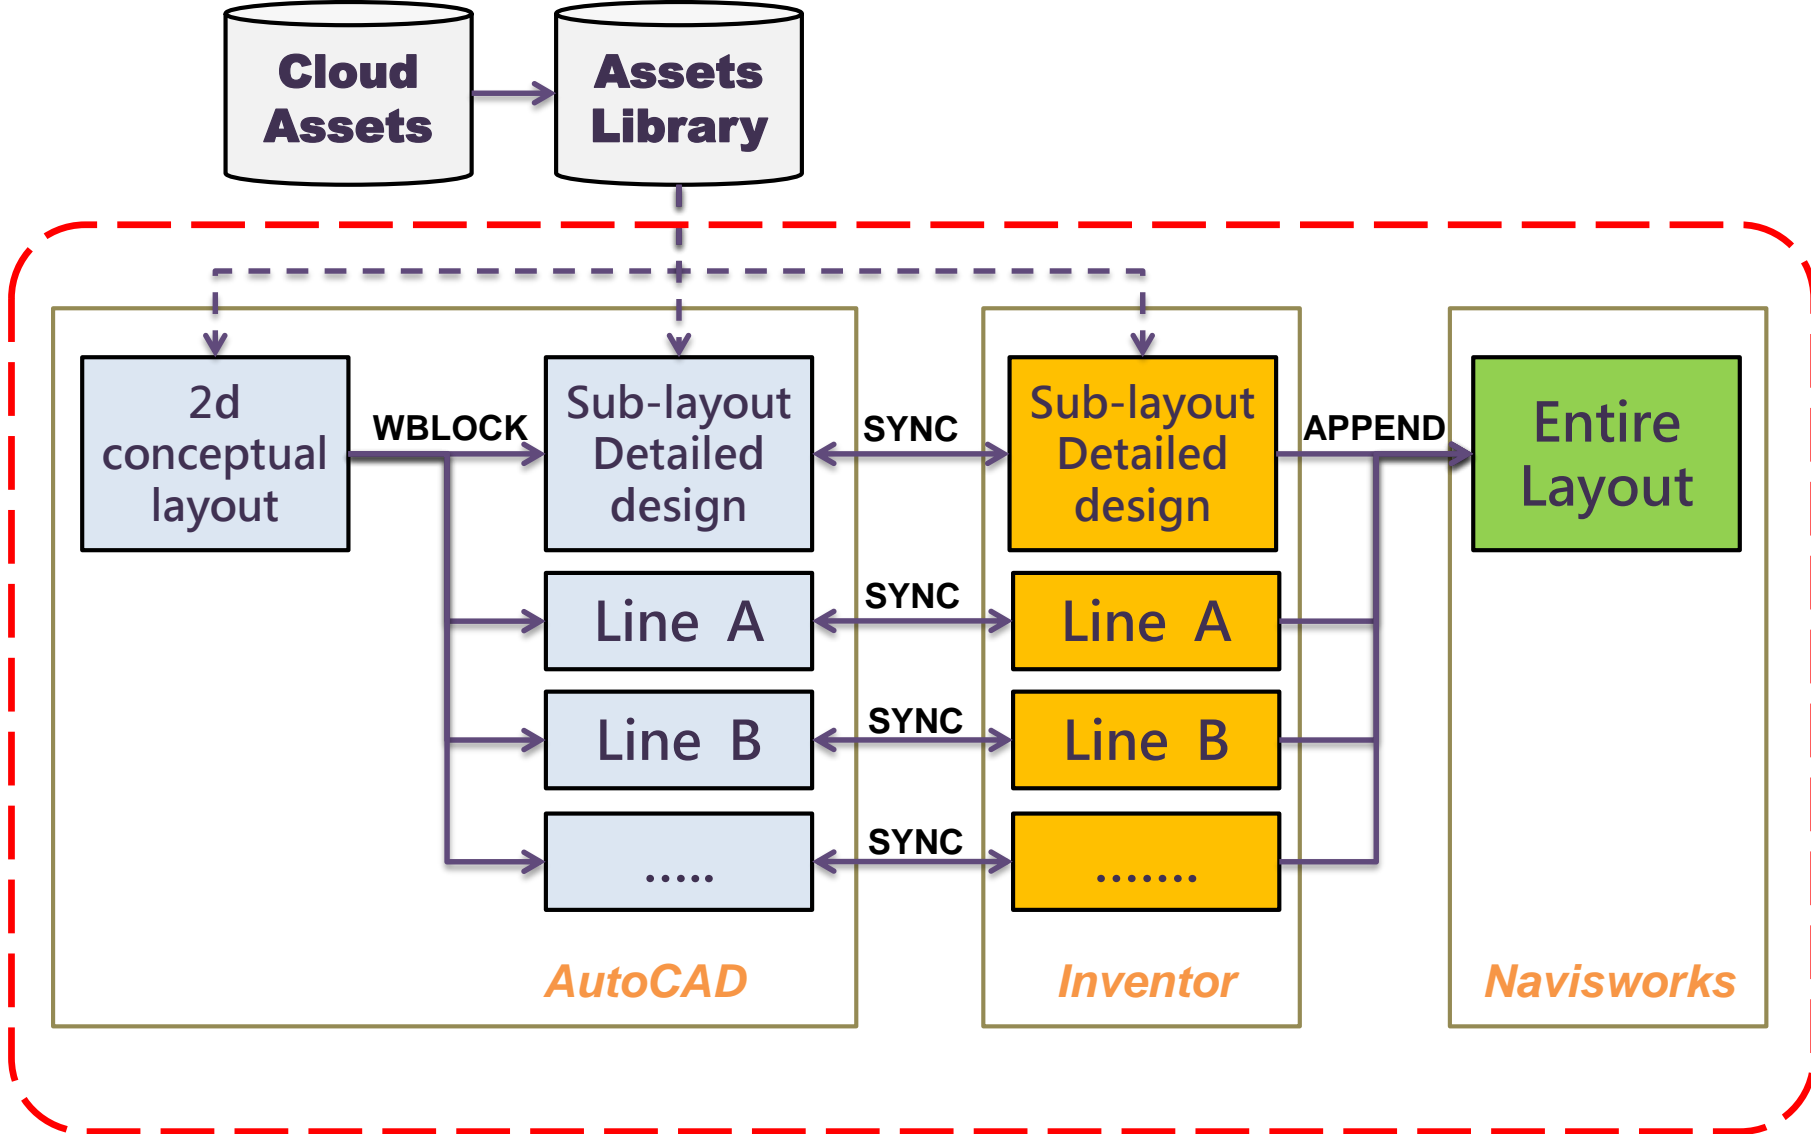 Cloud
Assets
Assets
Library
2d
conceptual
layout
WBLOCK
Sub-layout
Detailed
design
SYNC
Sub-layout
Detailed
design
APPEND
Entire
Layout
Line A
SYNC
Line A
Line B
SYNC
Line B
.....
SYNC
.......
AutoCAD
Inventor
Navisworks